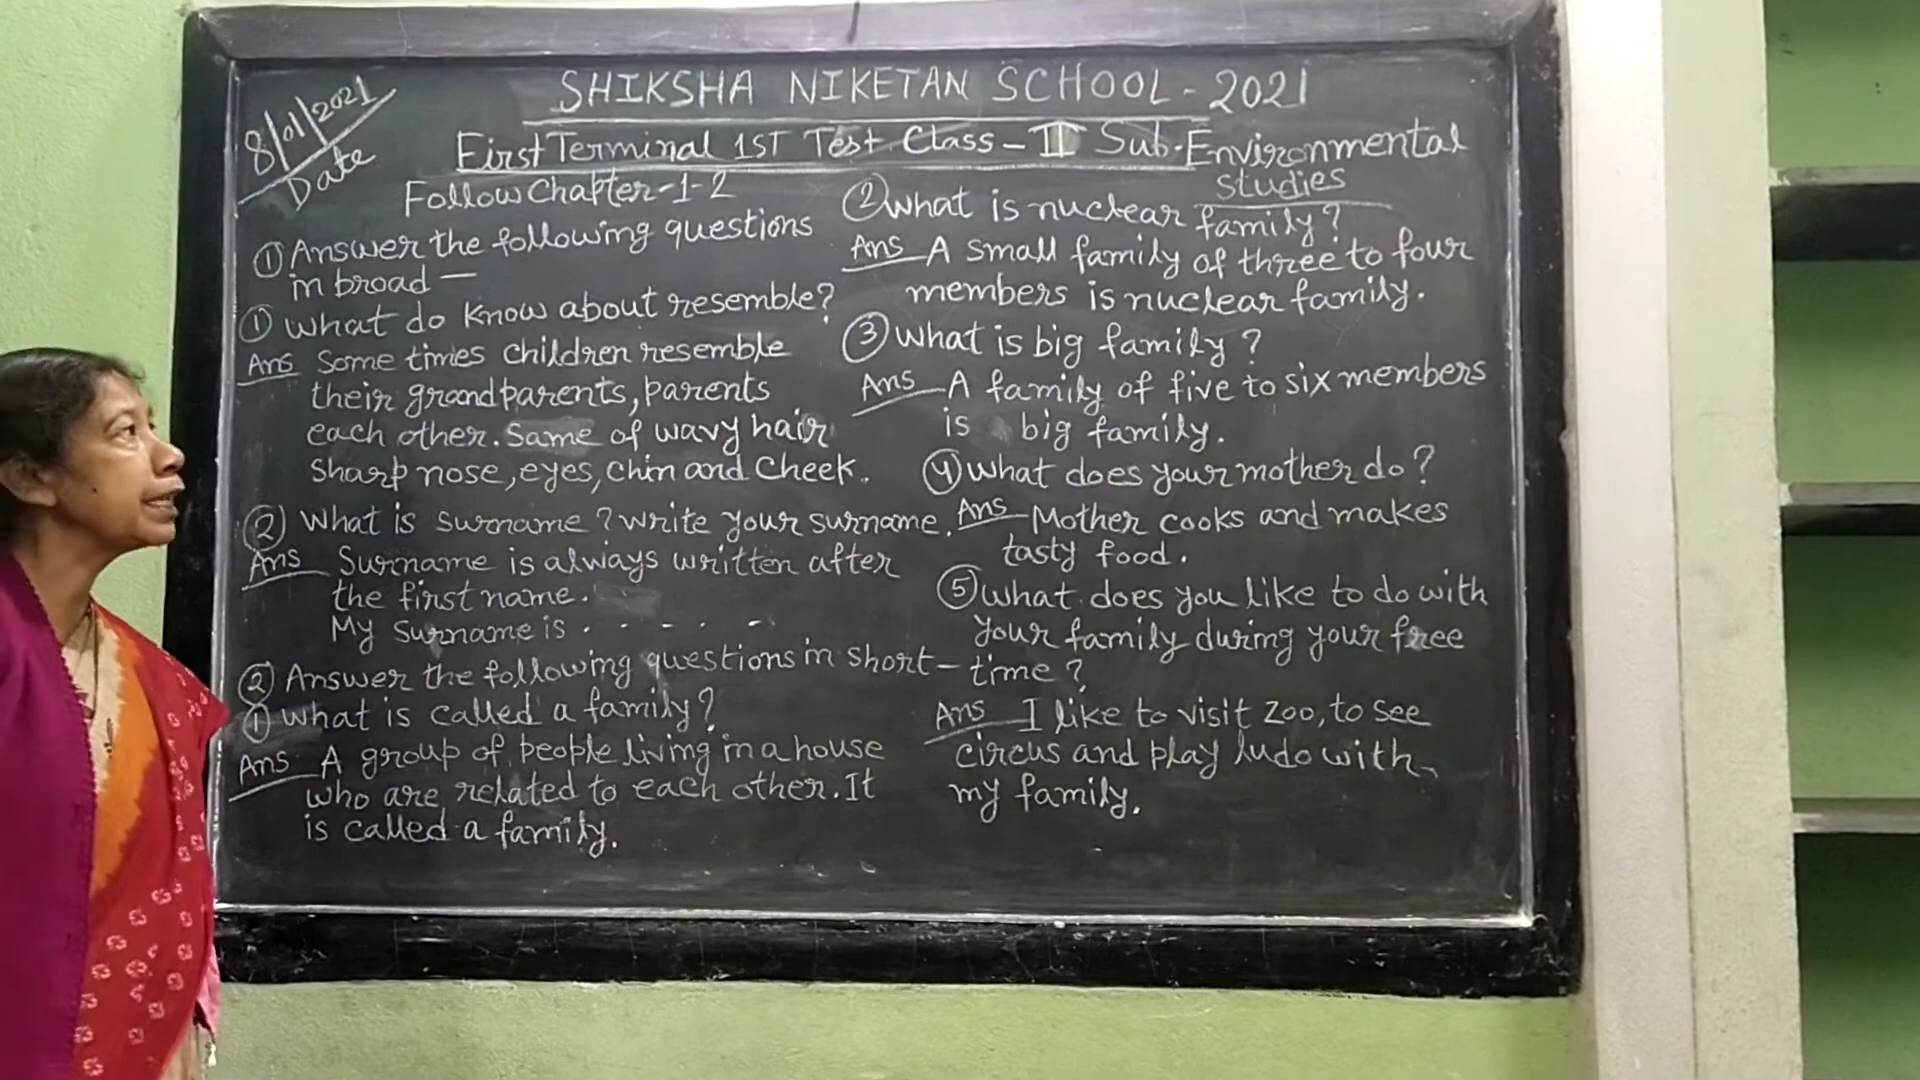 8/01/2021
Date
SHIKSHA NIKETAN SCHOOL - 2021
First Terminal 1ST Test Class - II Sub. Environmental
Studies
Follow Chapter-1-2
① Answer the following questions
in broad —
① What do know about resemble?
Ans Some times children resemble
their grandparents, parents
each other. Same of wavy hair
sharp nose, eyes, chin and cheek.
② What is surname? Write your surname.
Ans Surname is always written after
the first name.
My surname is . - - . -
② Answer the following questions in short -
① What is called a family?
Ans A group of people living in a house
who are related to each other. It
is called a family.
② What is nuclear family?
Ans A small family of three to four
members is nuclear family.
③ What is big family?
Ans A family of five to six members
is big family.
④ What does your mother do?
Ans Mother cooks and makes
tasty food.
⑤ What does you like to do with
your family during your free
time?
Ans I like to visit zoo, to see
circus and play ludo with
my family.